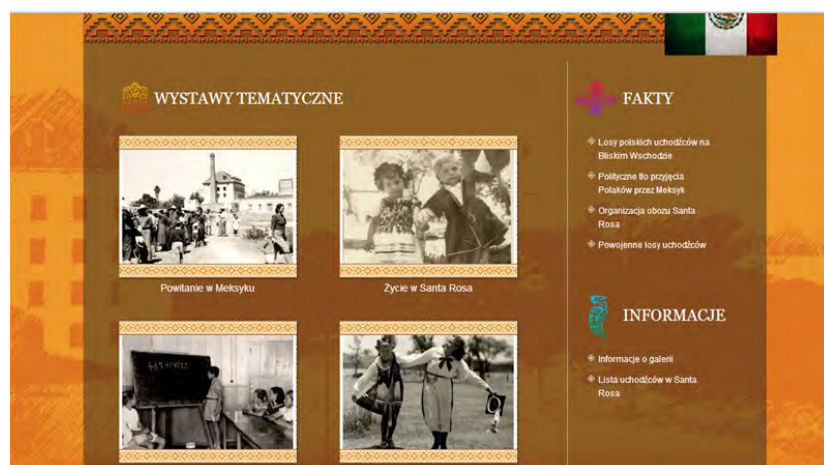 WYSTAWY TEMATYCZNE
Powitanie w Meksyku
Życie w Santa Rosa
FAKTY
Losy polskich uchodźców na
Bliskim Wschodzie
Polityczne tło przyjęcia
Polaków przez Meksyk
Organizacja obozu Santa
Rosa
Powojenne losy uchodźców
INFORMACJE
Informacje o galerii
Lista uchodźców w Santa
Rosa